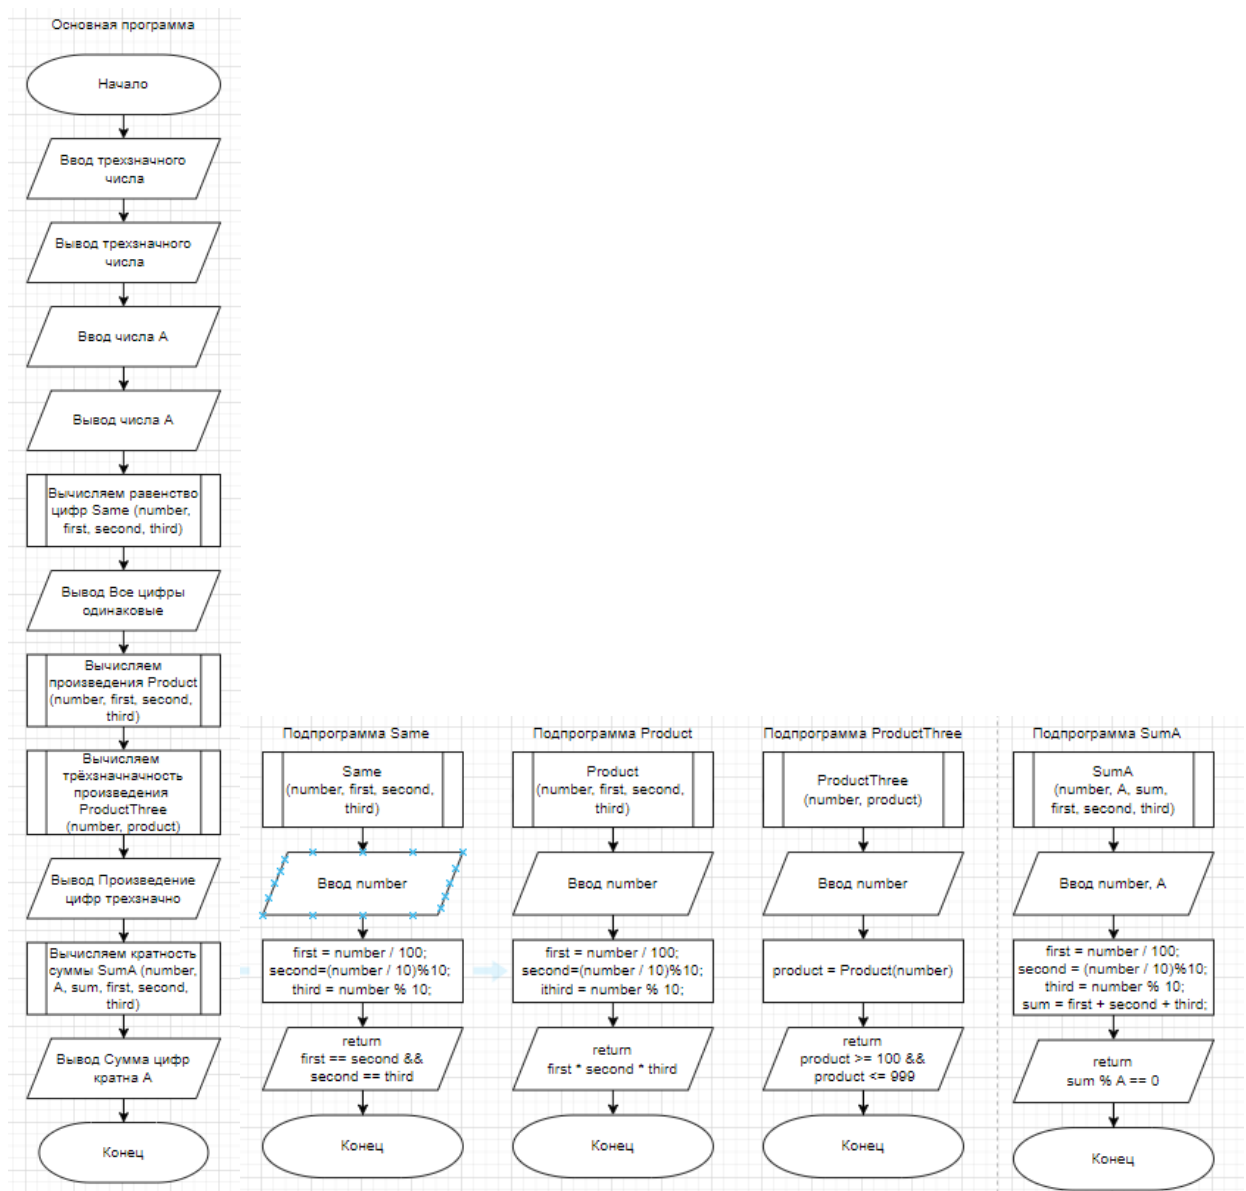 Основная программа
Начало
Ввод трехзначного
числа
Вывод трехзначного
числа
Ввод числа А
Вывод числа А
Вычисляем равенство
цифр Same (number,
first, second, third)
Вывод Все цифры
одинаковые
Вычисляем
произведения Product
(number, first, second,
third)
Вычисляем
трёхзначначность
произведения
ProductThree
(number, product)
Вывод Произведение
цифр трехзначно
Вычисляем кратность
суммы SumA (number,
A, sum, first, second,
third)
Вывод Сумма цифр
кратна А
Конец
Подпрограмма Same
Same
(number, first, second,
third)
Ввод number
first = number / 100;
second=(number / 10)%10;
third = number % 10;
return
first == second &&
second == third
Конец
Подпрограмма Product
Product
(number, first, second,
third)
Ввод number
first = number / 100;
second=(number / 10)%10;
ithird = number % 10;
return
first * second * third
Конец
Подпрограмма ProductThree
ProductThree
(number, product)
Ввод number
product = Product(number)
return
product >= 100 &&
product <= 999
Конец
Подпрограмма SumA
SumA
(number, A, sum,
first, second, third)
Ввод number, A
first = number / 100;
second = (number / 10)%10;
third = number % 10;
sum = first + second + third;
return
sum % A == 0
Конец